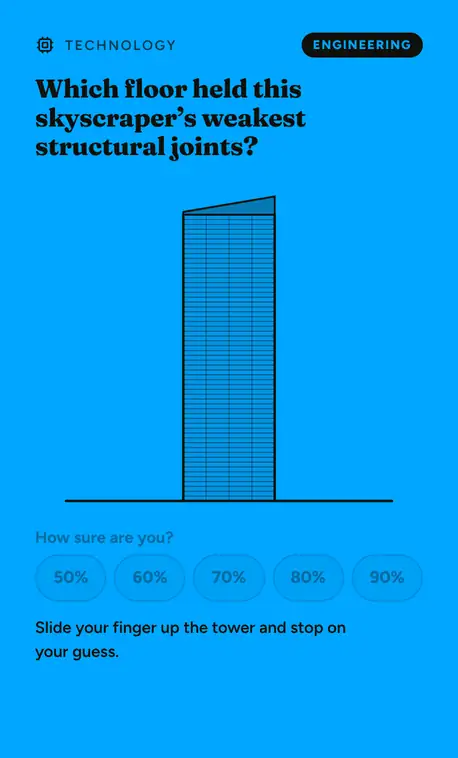 TECHNOLOGY
ENGINEERING
Which floor held this
skyscraper’s weakest
structural joints?
How sure are you?
50%
60%
70%
80%
90%
Slide your finger up the tower and stop on
your guess.